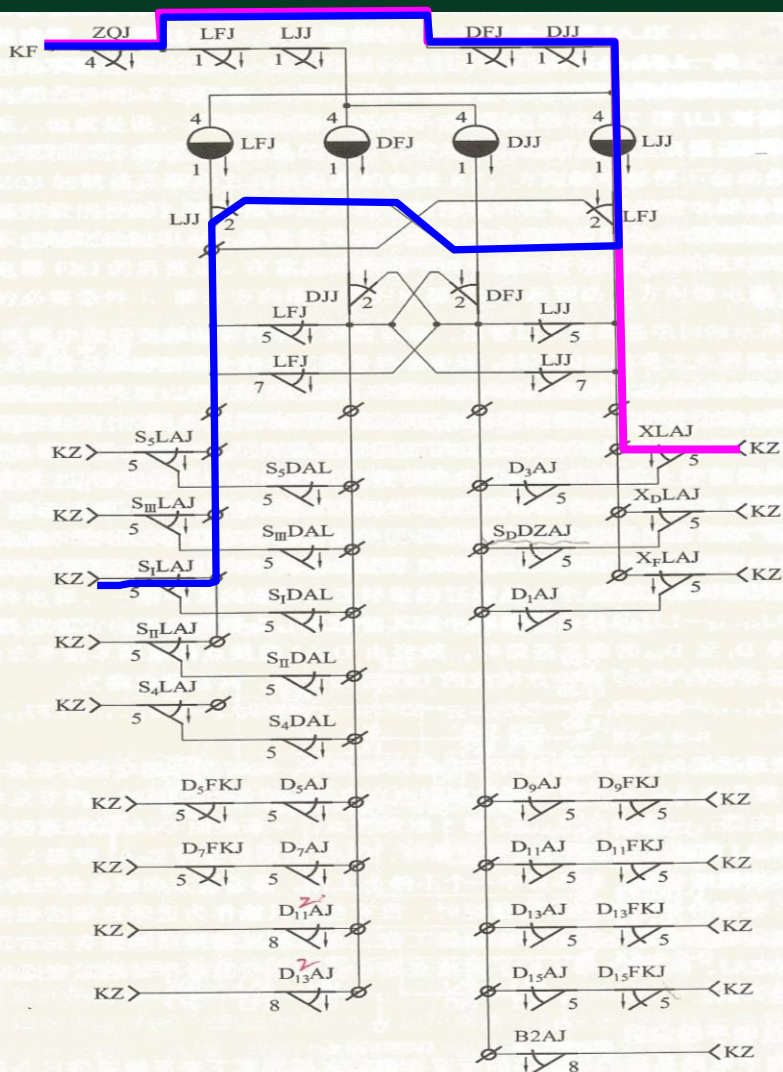 ZQJ LFJ LJJ DFJ DJJ
KF 4 1 1 1 1
4 4 4 4
LFJ DFJ DJJ LJJ
1 1 1 1
LJJ 2 2 LFJ
DJJ 2 2 DFJ
LFJ LJJ
5 5
LFJ LJJ
7 7
KZ S₅LAJ XLAJ KZ
5 S₅DAL D₃AJ 5
5 5
KZ SⅢLAJ X_DLAJ KZ
5 SⅢDAL S_DDZAJ 5
5 5
KZ SⅠLAJ X_FLAJ KZ
5 SⅠDAL D₁AJ 5
5 5
KZ SⅡLAJ
5 SⅡDAL
5
KZ S₄LAJ
5 S₄DAL
5
KZ D₅FKJ D₅AJ D₉AJ D₉FKJ KZ
5 5 5 5
KZ D₇FKJ D₇AJ D₁₁AJ D₁₁FKJ KZ
5 5 5 5
2
KZ D₁₁AJ D₁₃AJ D₁₃FKJ KZ
8 5 5
2
KZ D₁₃AJ D₁₅AJ D₁₅FKJ KZ
8 5 5
B2AJ KZ
8